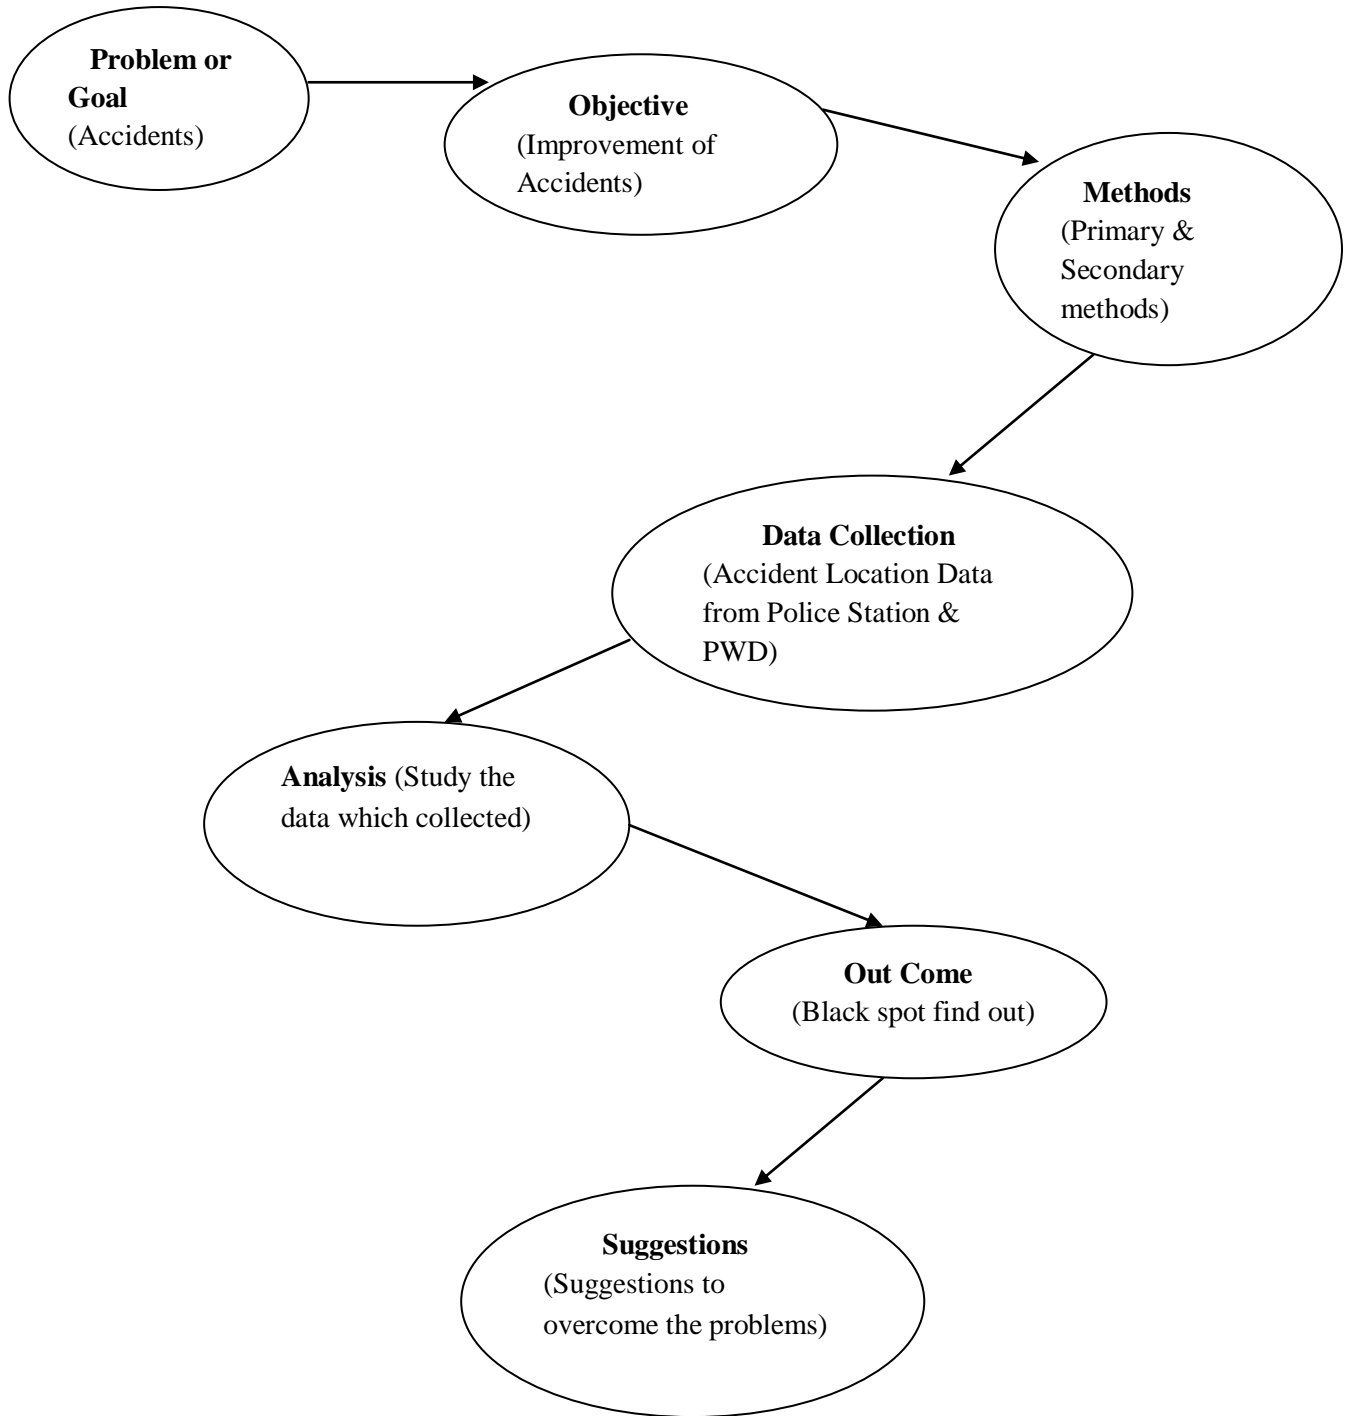 Problem or
Goal
(Accidents)
Objective
(Improvement of
Accidents)
Methods
(Primary &
Secondary
methods)
Data Collection
(Accident Location Data
from Police Station &
PWD)
Analysis (Study the
data which collected)
Out Come
(Black spot find out)
Suggestions
(Suggestions to
overcome the problems)